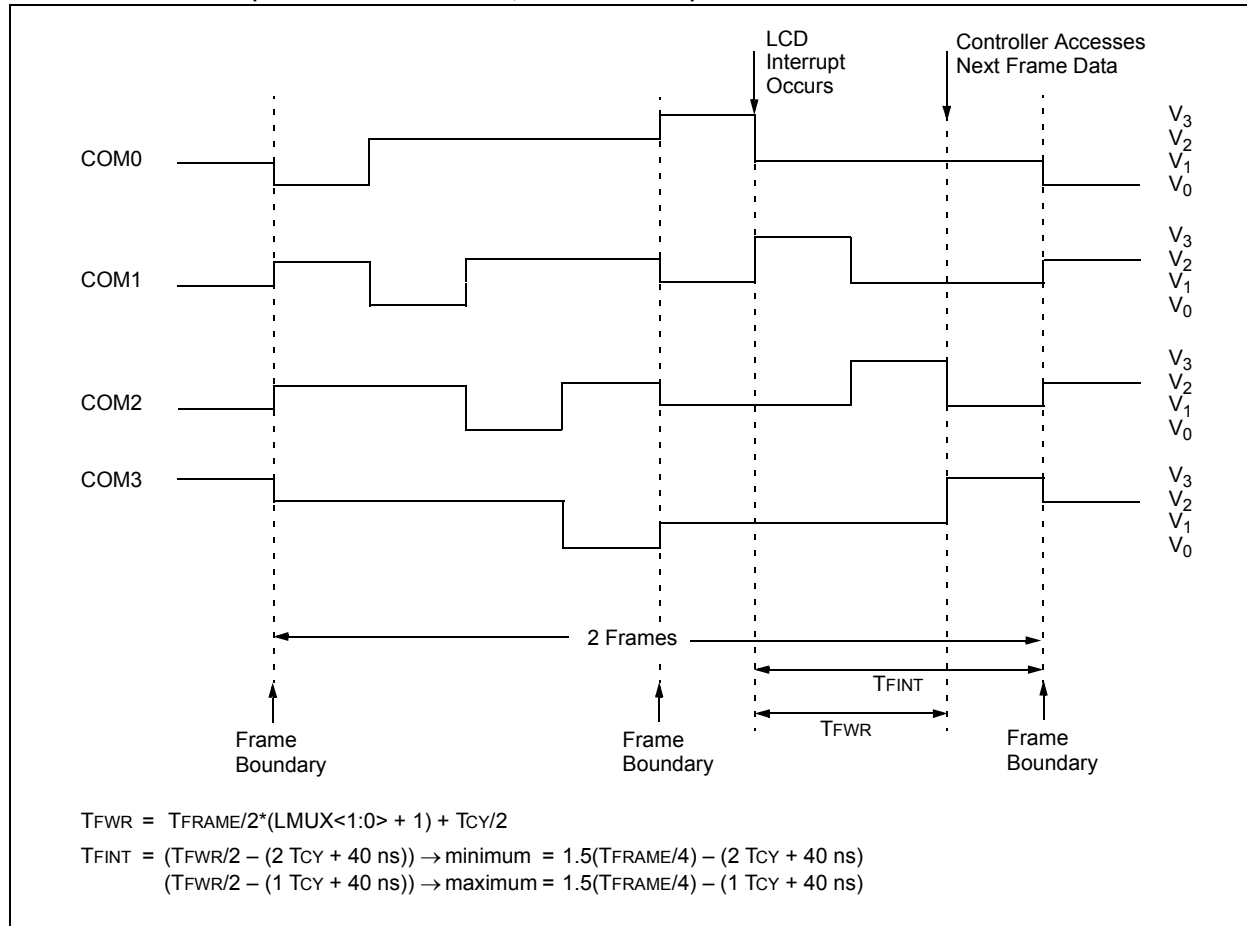 LCD
Interrupt
Occurs
Controller Accesses
Next Frame Data
COM0
V3
V2
V1
V0
COM1
V3
V2
V1
V0
COM2
V3
V2
V1
V0
COM3
V3
V2
V1
V0
2 Frames
TFINT
TFWR
Frame
Boundary
Frame
Boundary
Frame
Boundary
TFWR = TFRAME/2*(LMUX<1:0> + 1) + TCY/2
TFINT = (TFWR/2 – (2 TCY + 40 ns)) → minimum = 1.5(TFRAME/4) – (2 TCY + 40 ns)
(TFWR/2 – (1 TCY + 40 ns)) → maximum = 1.5(TFRAME/4) – (1 TCY + 40 ns)